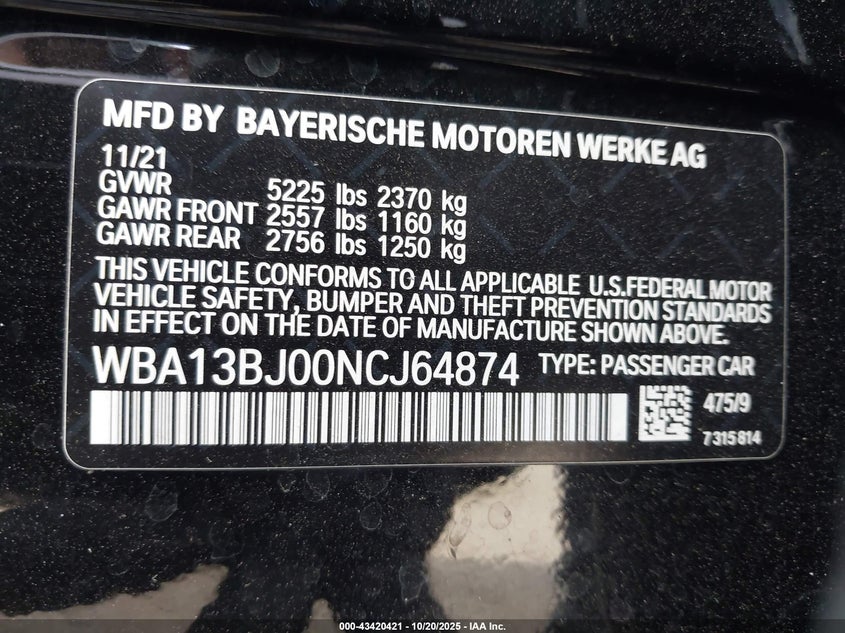 MFD BY BAYERISCHE MOTOREN WERKE AG
11/21
GVWR 5225 lbs 2370 kg
GAWR FRONT 2557 lbs 1160 kg
GAWR REAR 2756 lbs 1250 kg
THIS VEHICLE CONFORMS TO ALL APPLICABLE U.S.FEDERAL MOTOR
VEHICLE SAFETY, BUMPER AND THEFT PREVENTION STANDARDS
IN EFFECT ON THE DATE OF MANUFACTURE SHOWN ABOVE.
WBA13BJ00NCJ64874 TYPE: PASSENGER CAR
475/9
7315814
000-43420421 - 10/20/2025 - IAA Inc.